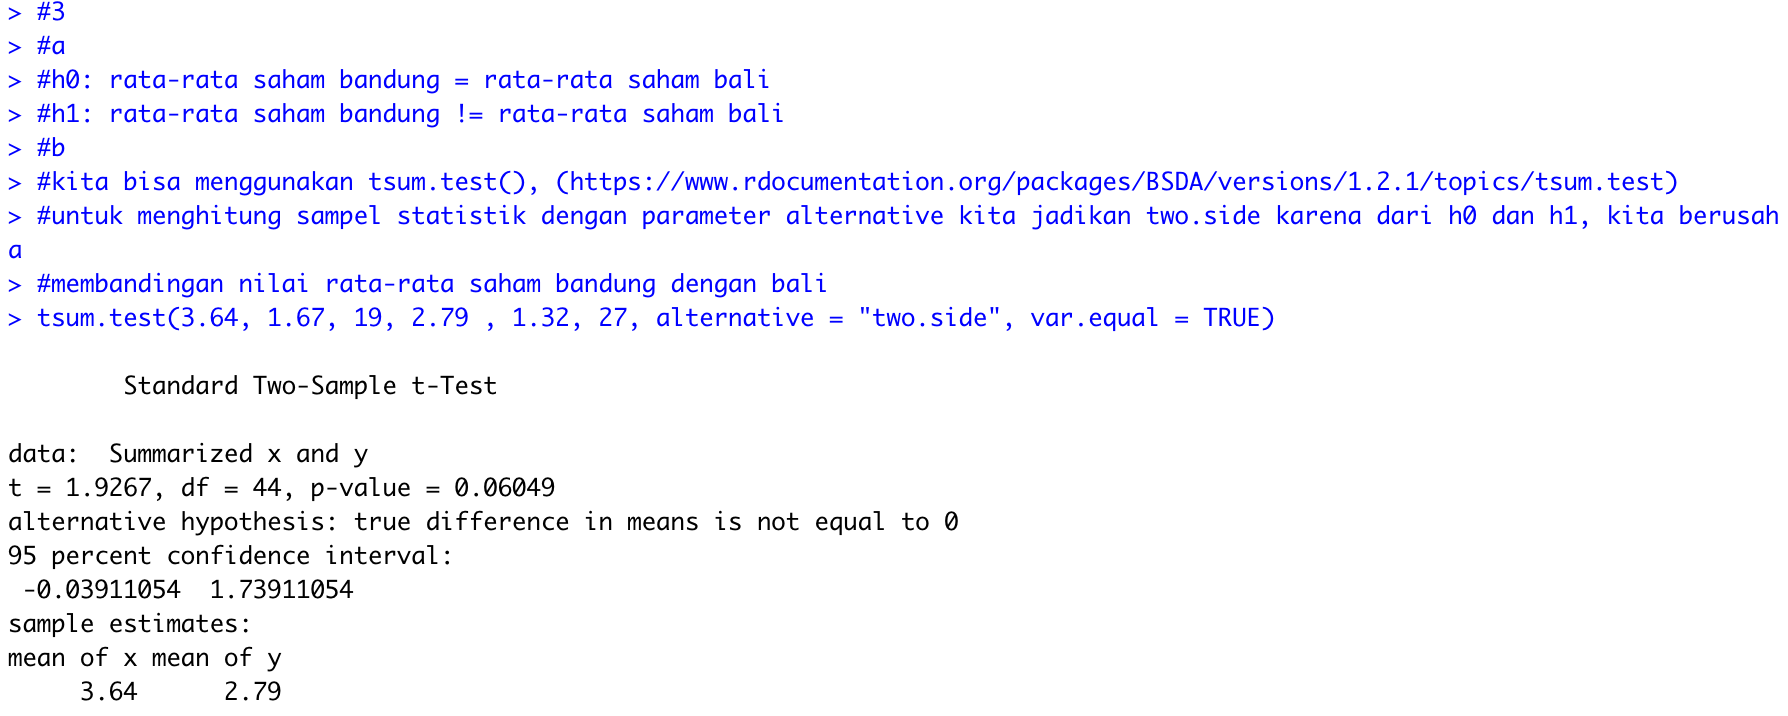 > #3
> #a
> #h0: rata-rata saham bandung = rata-rata saham bali
> #h1: rata-rata saham bandung != rata-rata saham bali
> #b
> #kita bisa menggunakan tsum.test(), (https://www.rdocumentation.org/packages/BSDA/versions/1.2.1/topics/tsum.test)
> #untuk menghitung sampel statistik dengan parameter alternative kita jadikan two.side karena dari h0 dan h1, kita berusah
a
> #membandingan nilai rata-rata saham bandung dengan bali
> tsum.test(3.64, 1.67, 19, 2.79 , 1.32, 27, alternative = "two.side", var.equal = TRUE)
Standard Two-Sample t-Test
data:  Summarized x and y
t = 1.9267, df = 44, p-value = 0.06049
alternative hypothesis: true difference in means is not equal to 0
95 percent confidence interval:
-0.03911054  1.73911054
sample estimates:
mean of x mean of y
3.64      2.79